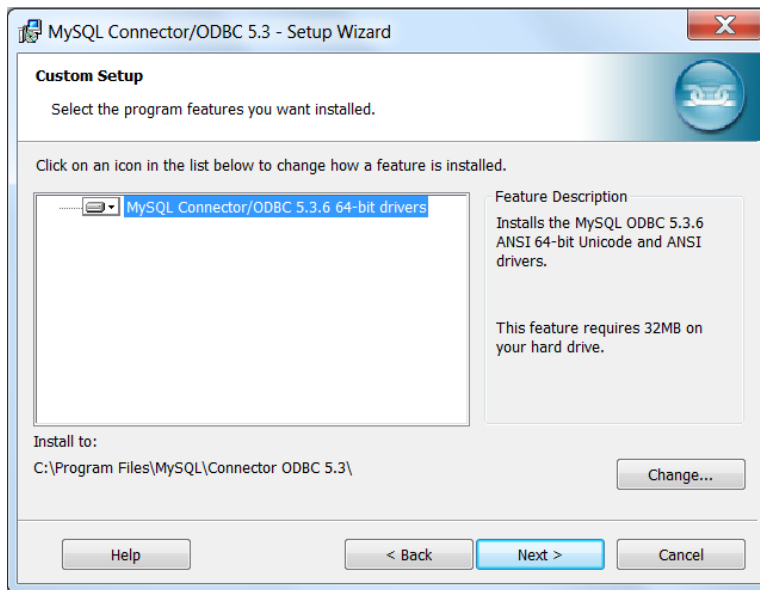 MySQL Connector/ODBC 5.3 - Setup Wizard
Custom Setup
Select the program features you want installed.
Click on an icon in the list below to change how a feature is installed.
MySQL Connector/ODBC 5.3.6 64-bit drivers
Feature Description
Installs the MySQL ODBC 5.3.6
ANSI 64-bit Unicode and ANSI
drivers.
This feature requires 32MB on
your hard drive.
Install to:
C:\Program Files\MySQL\Connector ODBC 5.3\
Change...
Help
< Back
Next >
Cancel